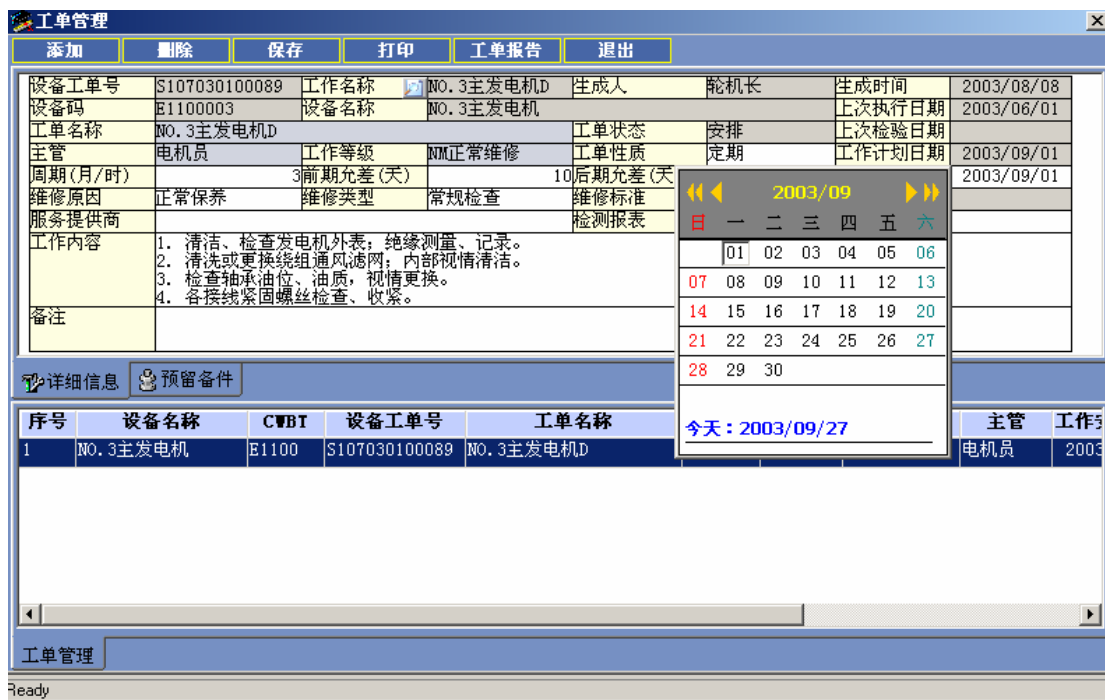 工单管理
添加 删除 保存 打印 工单报告 退出
设备工单号 S107030100089 工作名称 NO.3主发电机D 生成人 轮机长 生成时间 2003/08/08
设备码 E1100003 设备名称 NO.3主发电机 上次执行日期 2003/06/01
工单名称 NO.3主发电机D 工单状态 安排 上次检验日期
主管 电机员 工作等级 NM正常维修 工单性质 定期 工作计划日期 2003/09/01
周期(月/时) 3 前期允差(天) 10 后期允差(天 2003/09/01
维修原因 正常保养 维修类型 常规检查 维修标准
服务提供商 检测报表
工作内容 1. 清洁、检查发电机外表；绝缘测量、记录。
2. 清洗或更换绕组通风滤网；内部视情清洁。
3. 检查轴承油位、油质，视情更换。
4. 各接线紧固螺丝检查、收紧。
备注
2003/09
日 一 二 三 四 五 六
01 02 03 04 05 06
07 08 09 10 11 12 13
14 15 16 17 18 19 20
21 22 23 24 25 26 27
28 29 30
今天：2003/09/27
详细信息 预留备件
序号 设备名称 CWBT 设备工单号 工单名称 主管
1 NO.3主发电机 E1100 S107030100089 NO.3主发电机D 电机员 2003
工单管理
Ready